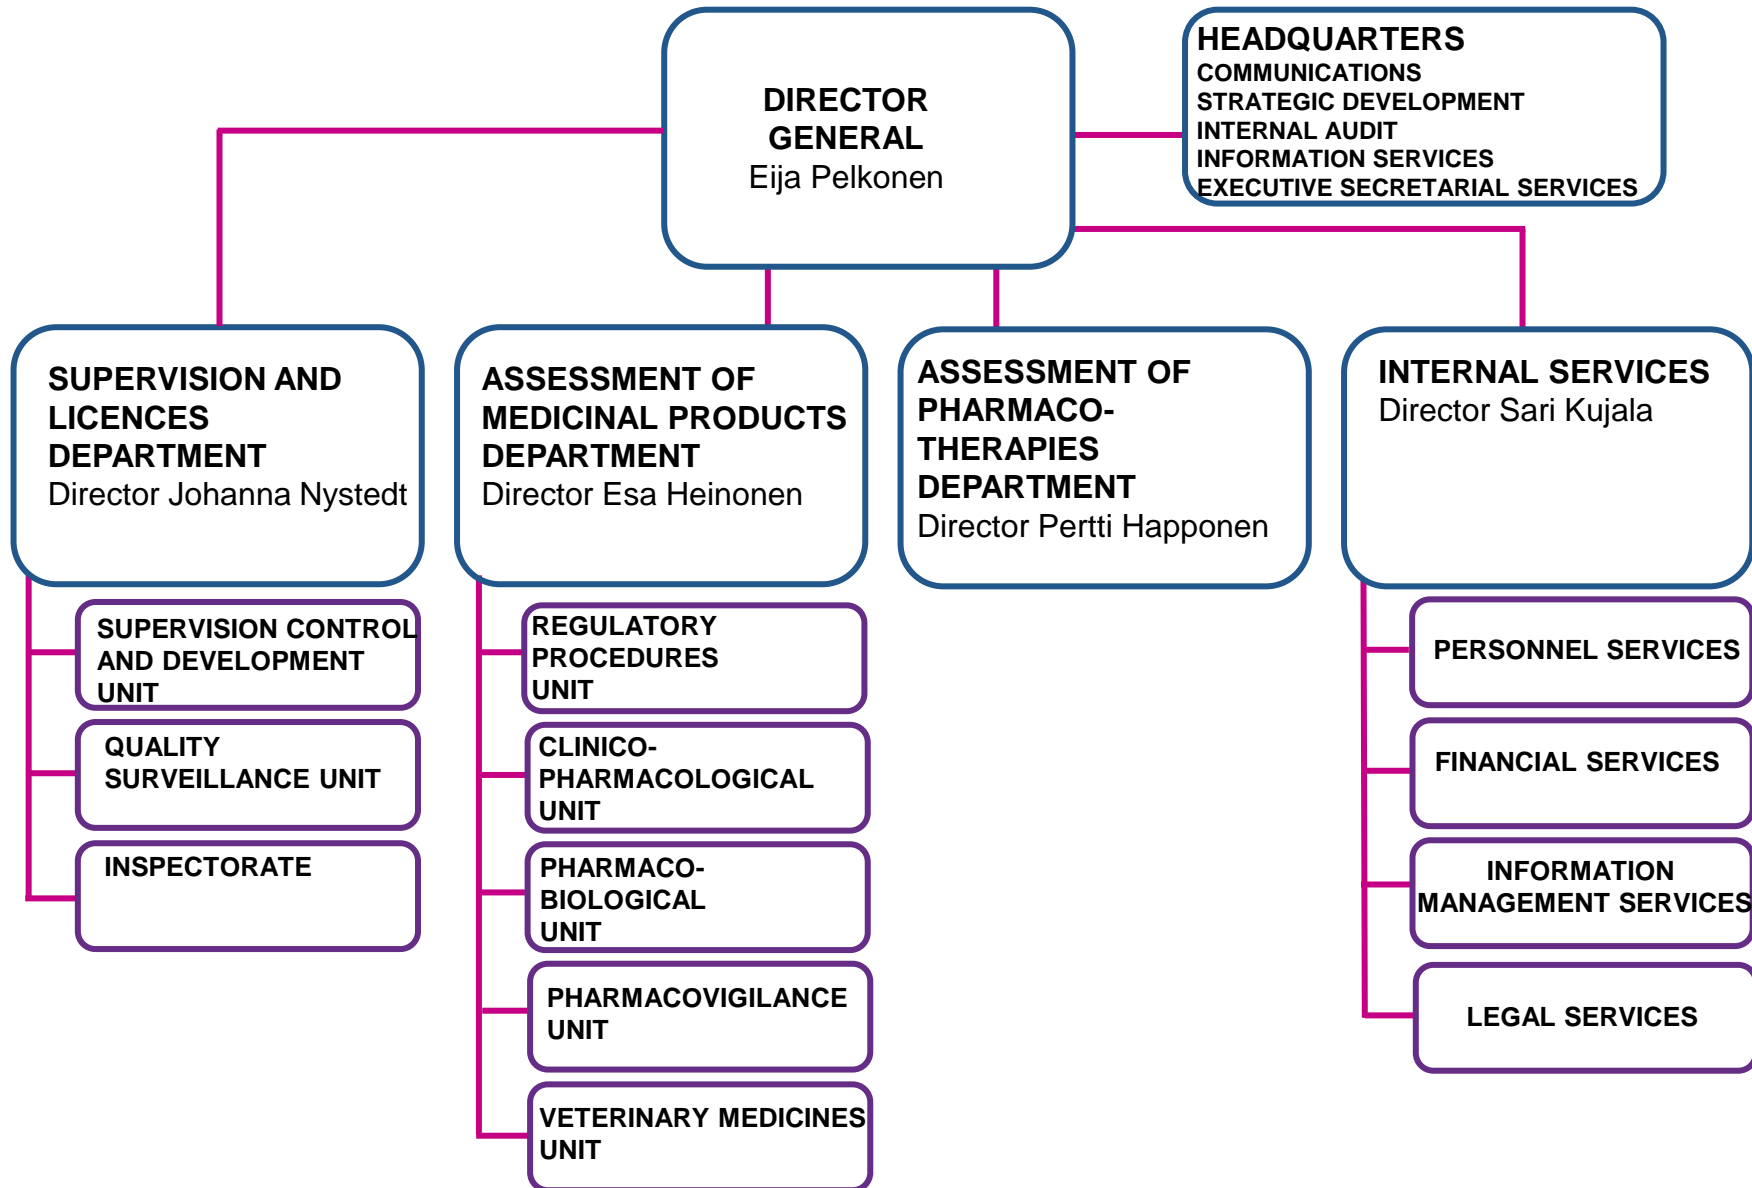 DIRECTOR
GENERAL
Eija Pelkonen
HEADQUARTERS
COMMUNICATIONS
STRATEGIC DEVELOPMENT
INTERNAL AUDIT
INFORMATION SERVICES
EXECUTIVE SECRETARIAL SERVICES
SUPERVISION AND
LICENCES
DEPARTMENT
Director Johanna Nystedt
SUPERVISION CONTROL
AND DEVELOPMENT
UNIT
QUALITY
SURVEILLANCE UNIT
INSPECTORATE
ASSESSMENT OF
MEDICINAL PRODUCTS
DEPARTMENT
Director Esa Heinonen
REGULATORY
PROCEDURES
UNIT
CLINICO-
PHARMACOLOGICAL
UNIT
PHARMACO-
BIOLOGICAL
UNIT
PHARMACOVIGILANCE
UNIT
VETERINARY MEDICINES
UNIT
ASSESSMENT OF
PHARMACO-
THERAPIES
DEPARTMENT
Director Pertti Happonen
INTERNAL SERVICES
Director Sari Kujala
PERSONNEL SERVICES
FINANCIAL SERVICES
INFORMATION
MANAGEMENT SERVICES
LEGAL SERVICES